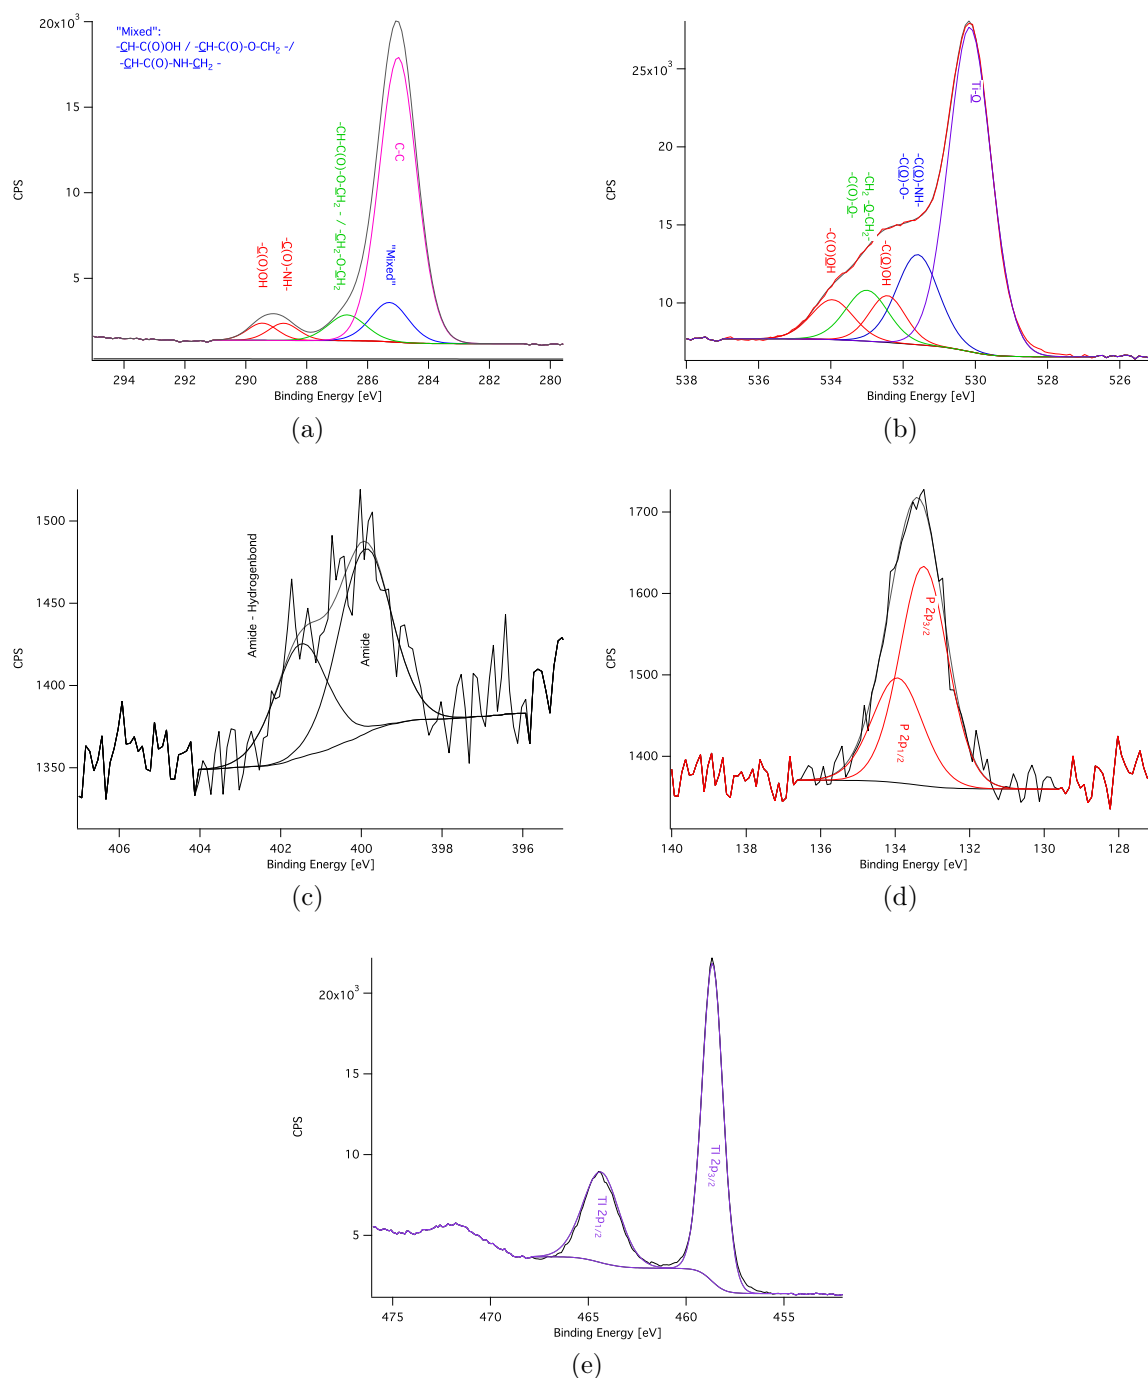 20x10³
15
10
5
CPS
"Mixed":
-CH-C(O)OH / -CH-C(O)-O-CH₂ -/
-CH-C(O)-NH-CH₂ -
-C(O)OH
-C(O)-NH-
-CH-C(O)-O-CH₂ - / -CH₂-O-CH₂
C-C
"Mixed"
294
292
290
288
286
284
282
280
Binding Energy [eV]
(a)
25x10³
20
15
10
CPS
-C(O)OH
-C(O)-O-
-CH₂ -O-CH₂-
-C(O)OH
-C(O)-O-
-C(O)-NH-
Ti-O
538
536
534
532
530
528
526
Binding Energy [eV]
(b)
1500
1450
1400
1350
CPS
Amide - Hydrogenbond
Amide
406
404
402
400
398
396
Binding Energy [eV]
(c)
1700
1600
1500
1400
CPS
P 2p₃/₂
P 2p₁/₂
140
138
136
134
132
130
128
Binding Energy [eV]
(d)
20x10³
15
10
5
CPS
TI 2p₁/₂
TI 2p₃/₂
475
470
465
460
455
Binding Energy [eV]
(e)